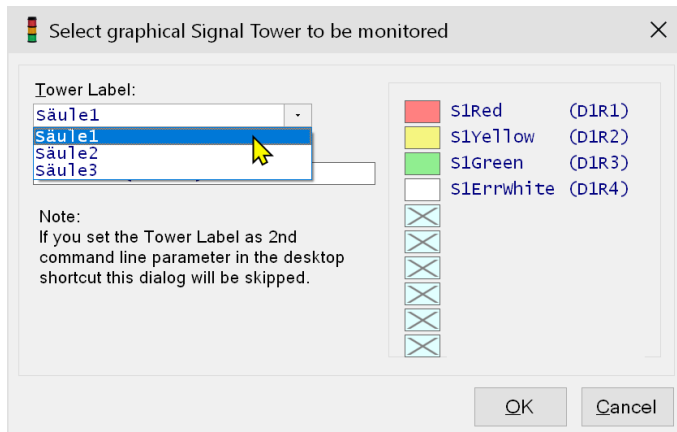 Select graphical Signal Tower to be monitored
Tower Label:
Säule1
Säule1
Säule2
Säule3
Note:
If you set the Tower Label as 2nd
command line parameter in the desktop
shortcut this dialog will be skipped.
S1Red (D1R1)
S1Yellow (D1R2)
S1Green (D1R3)
S1ErrWhite (D1R4)
OK
Cancel